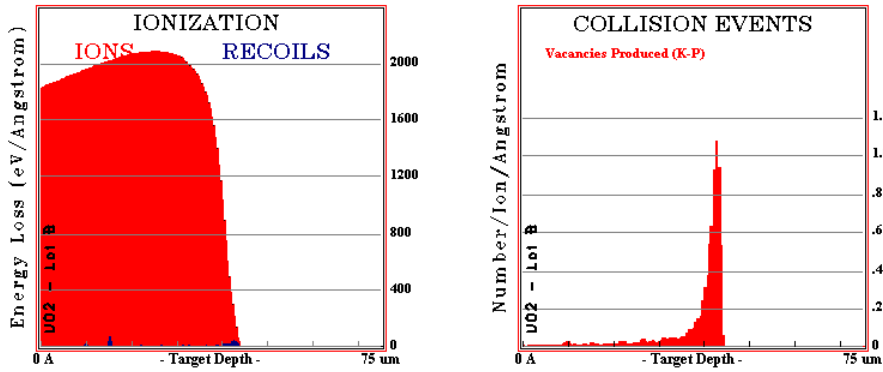 IONIZATION
IONS RECOILS
Energy Loss (eV/Angstrom)
2000
1600
1200
800
400
0
UO2 - Lot B
0 A - Target Depth - 75 um
COLLISION EVENTS
Vacancies Produced (K-P)
Number/Ion/Angstrom
1.
1.
.8
.6
.4
.2
0
UO2 - Lot B
0 A - Target Depth - 75 um